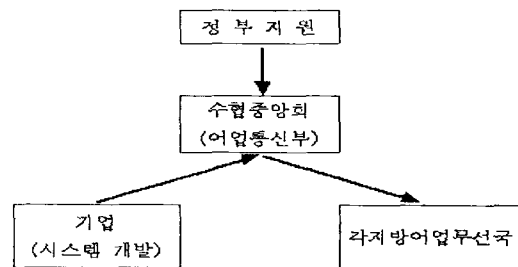 정 부 지 원
수협중앙회
(어업통신부)
기업
(시스템 개발)
각지방어업무선국